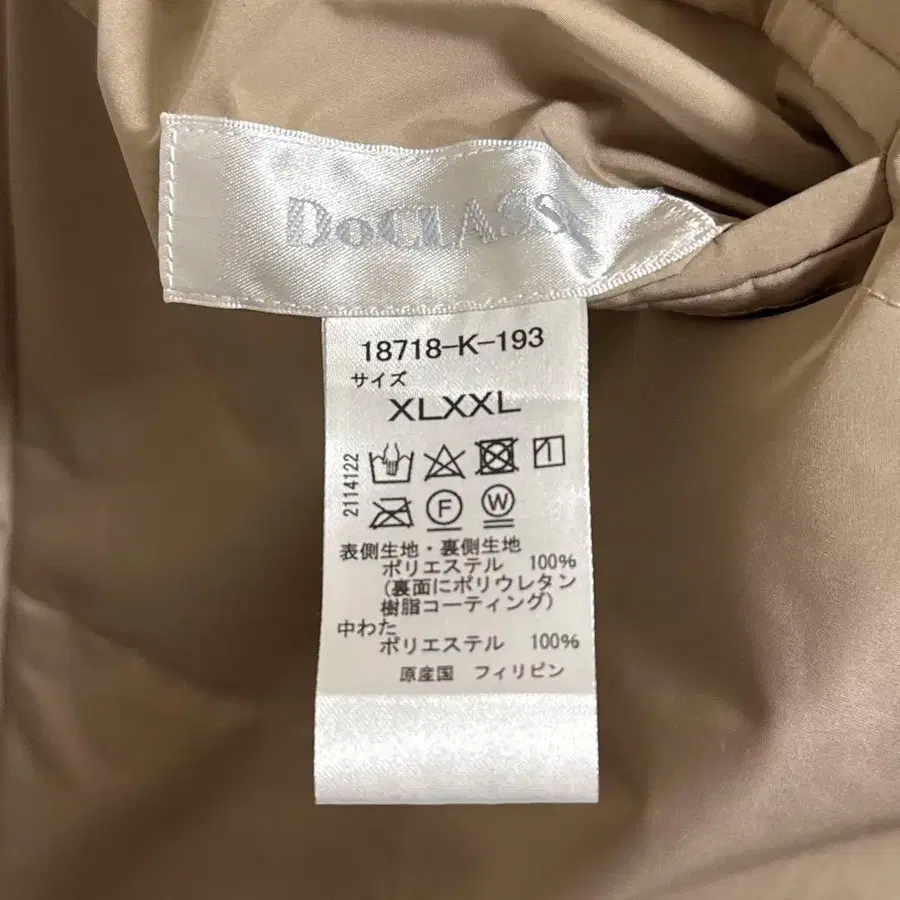 DoCLASSE
18718-K-193
サイズ
XLXXL
2114122
F W
表側生地・裏側生地
ポリエステル 100%
(裏面にポリウレタン
樹脂コーティング)
中わた
ポリエステル 100%
原産国 フィリピン